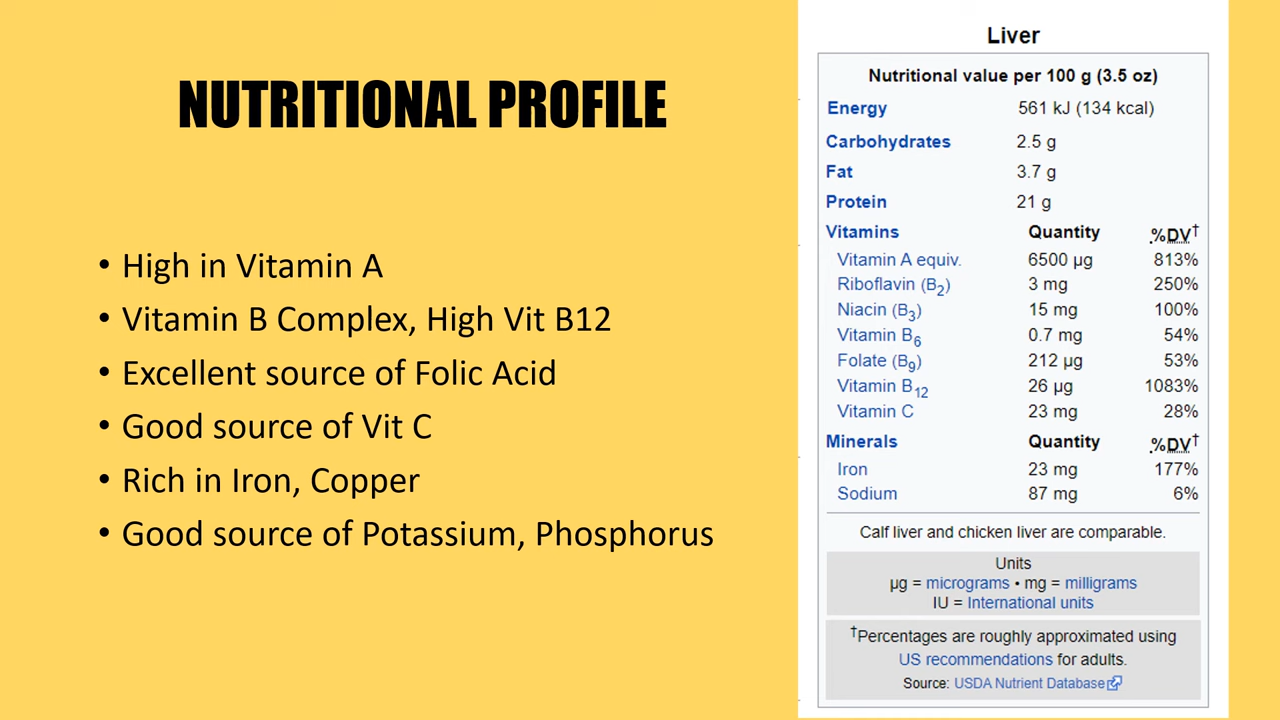 NUTRITIONAL PROFILE
• High in Vitamin A
• Vitamin B Complex, High Vit B12
• Excellent source of Folic Acid
• Good source of Vit C
• Rich in Iron, Copper
• Good source of Potassium, Phosphorus
Liver
Nutritional value per 100 g (3.5 oz)
Energy 561 kJ (134 kcal)
Carbohydrates 2.5 g
Fat 3.7 g
Protein 21 g
Vitamins Quantity %DV†
Vitamin A equiv. 6500 μg 813%
Riboflavin (B2) 3 mg 250%
Niacin (B3) 15 mg 100%
Vitamin B6 0.7 mg 54%
Folate (B9) 212 μg 53%
Vitamin B12 26 μg 1083%
Vitamin C 23 mg 28%
Minerals Quantity %DV†
Iron 23 mg 177%
Sodium 87 mg 6%
Calf liver and chicken liver are comparable.
Units
μg = micrograms • mg = milligrams
IU = International units
†Percentages are roughly approximated using
US recommendations for adults.
Source: USDA Nutrient Database